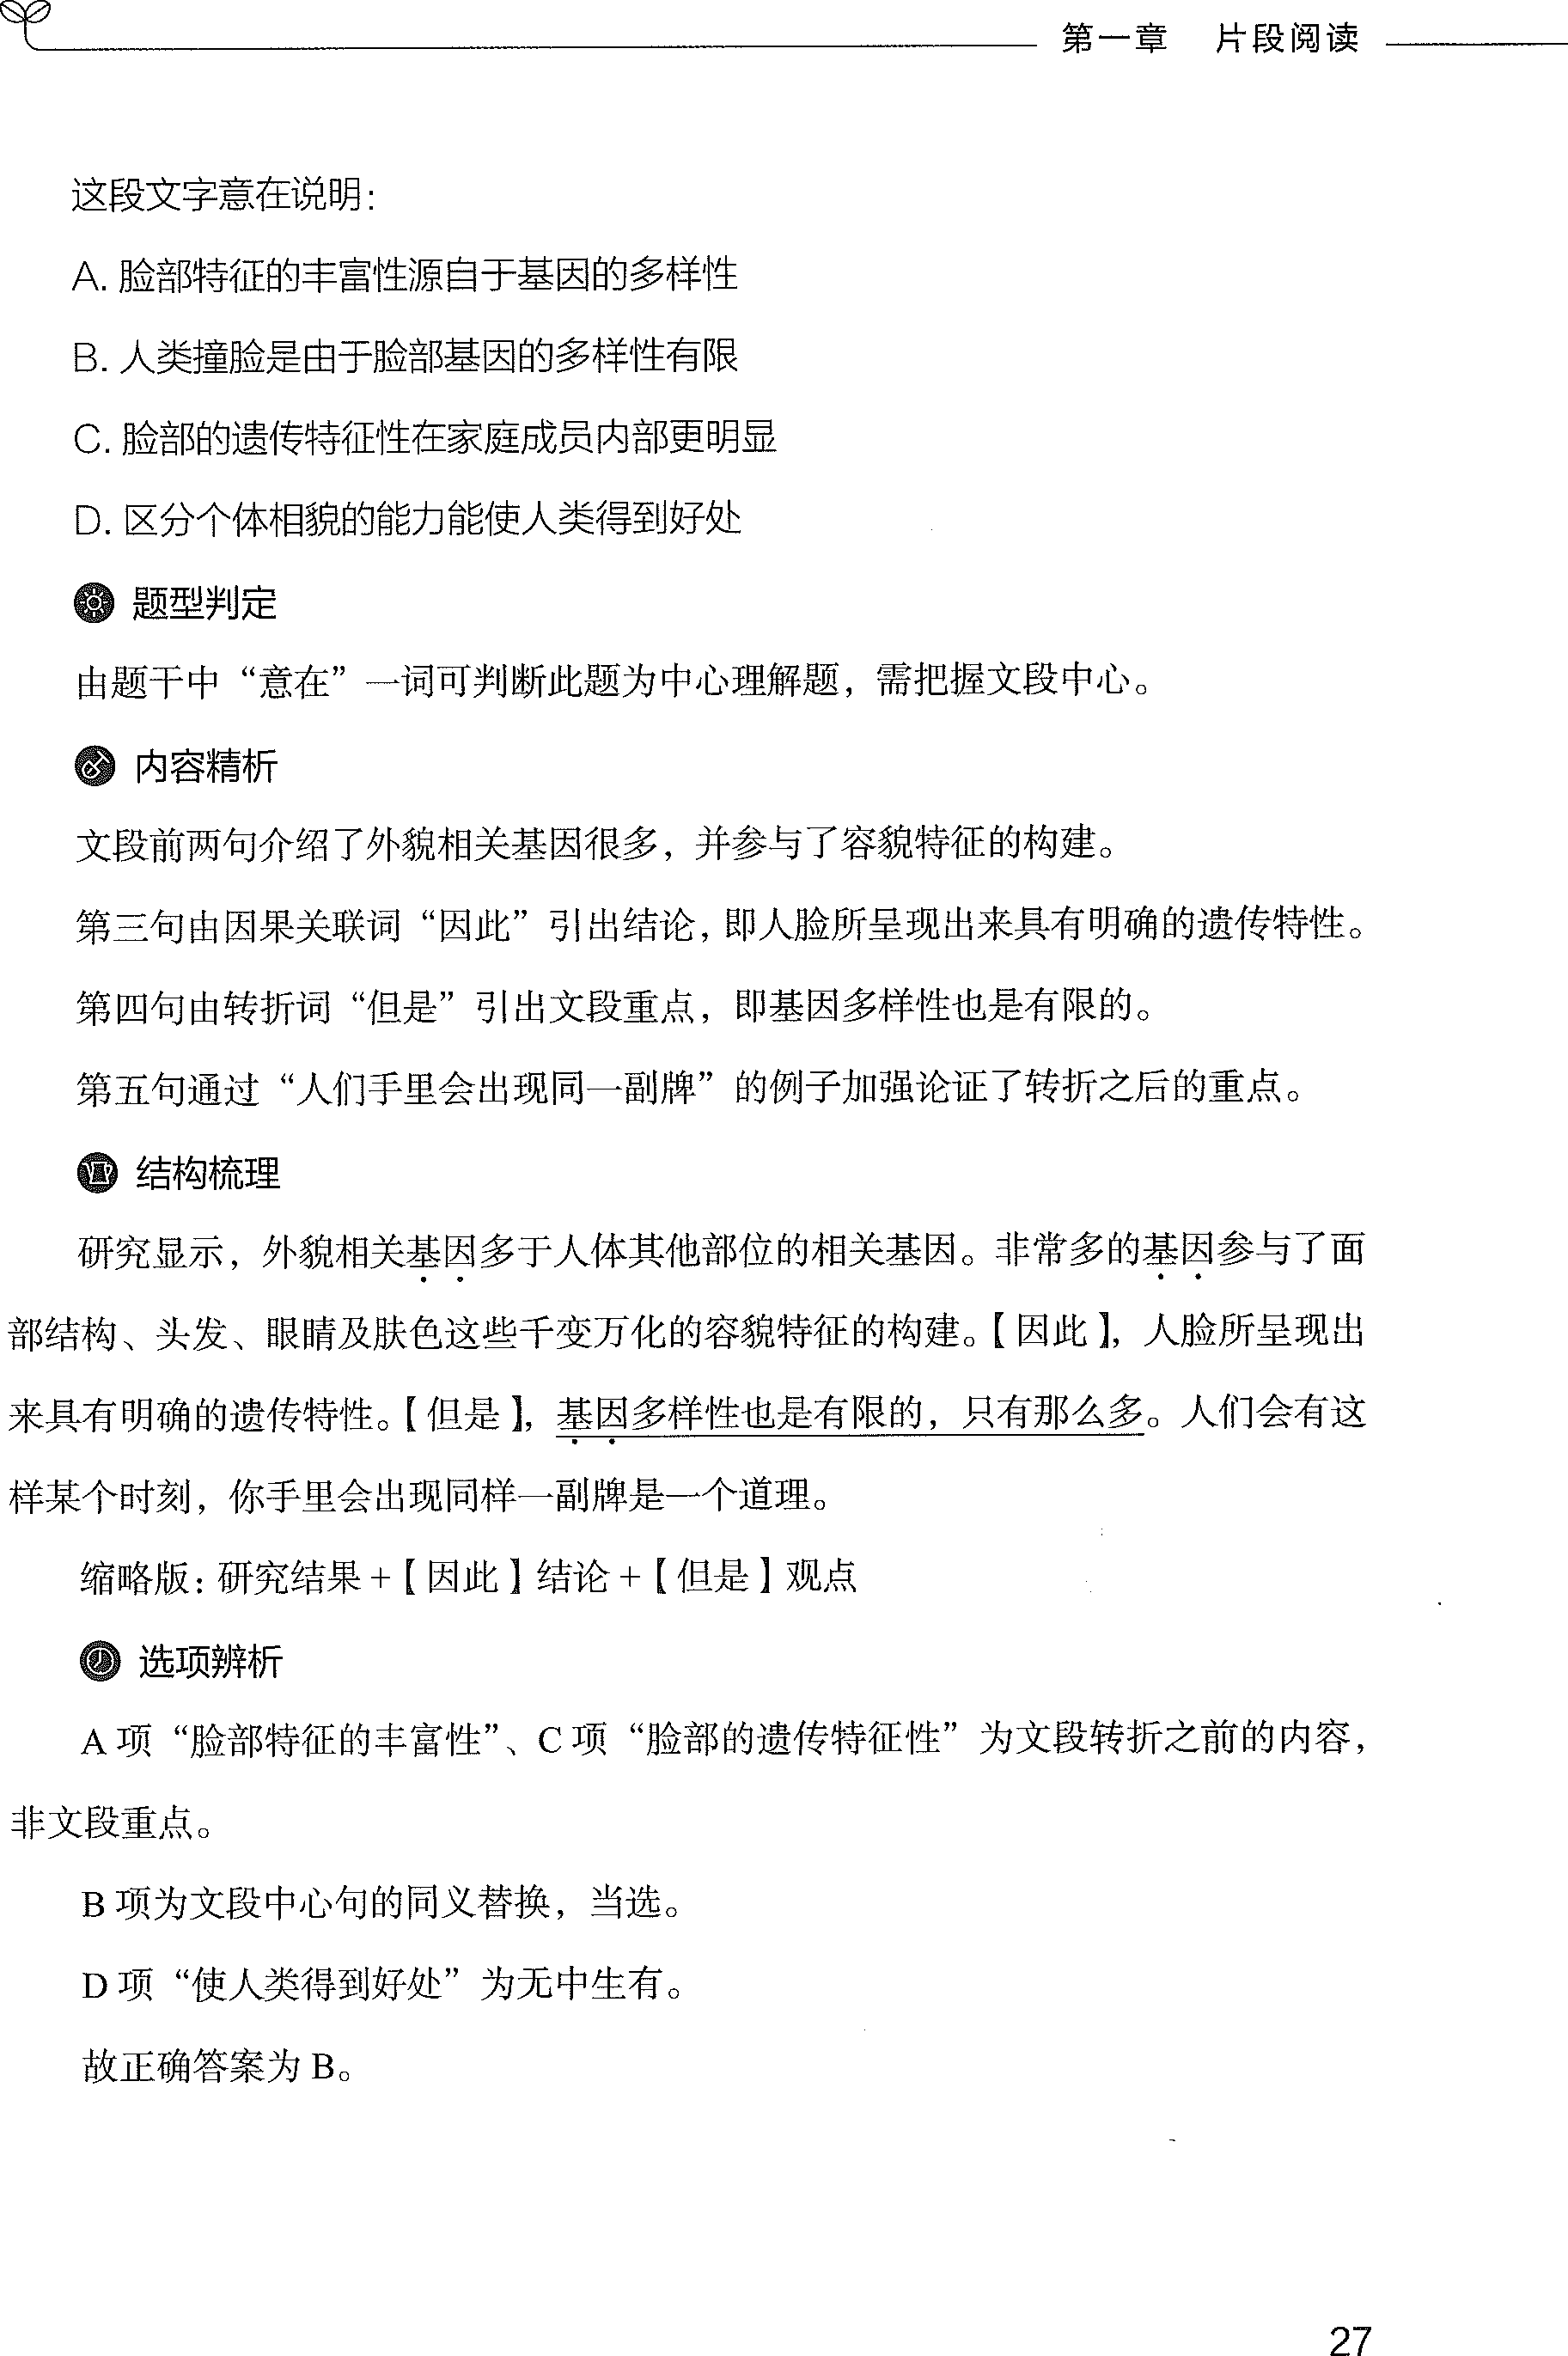 第一章 片段阅读
这段文字意在说明：
A. 脸部特征的丰富性源自于基因的多样性
B. 人类撞脸是由于脸部基因的多样性有限
C. 脸部的遗传特征性在家庭成员内部更明显
D. 区分个体相貌的能力能使人类得到好处
题型判定
由题干中“意在”一词可判断此题为中心理解题，需把握文段中心。
内容精析
文段前两句介绍了外貌相关基因很多，并参与了容貌特征的构建。
第三句由因果关联词“因此”引出结论，即人脸所呈现出来具有明确的遗传特性。
第四句由转折词“但是”引出文段重点，即基因多样性也是有限的。
第五句通过“人们手里会出现同一副牌”的例子加强论证了转折之后的重点。
结构梳理
研究显示，外貌相关基因多于人体其他部位的相关基因。非常多的基因参与了面
部结构、头发、眼睛及肤色这些千变万化的容貌特征的构建。【因此】，人脸所呈现出
来具有明确的遗传特性。【但是】，基因多样性也是有限的，只有那么多。人们会有这
样某个时刻，你手里会出现同样一副牌是一个道理。
缩略版：研究结果+【因此】结论+【但是】观点
选项辨析
A 项“脸部特征的丰富性”、C 项“脸部的遗传特征性”为文段转折之前的内容，
非文段重点。
B 项为文段中心句的同义替换，当选。
D 项“使人类得到好处”为无中生有。
故正确答案为 B。
27